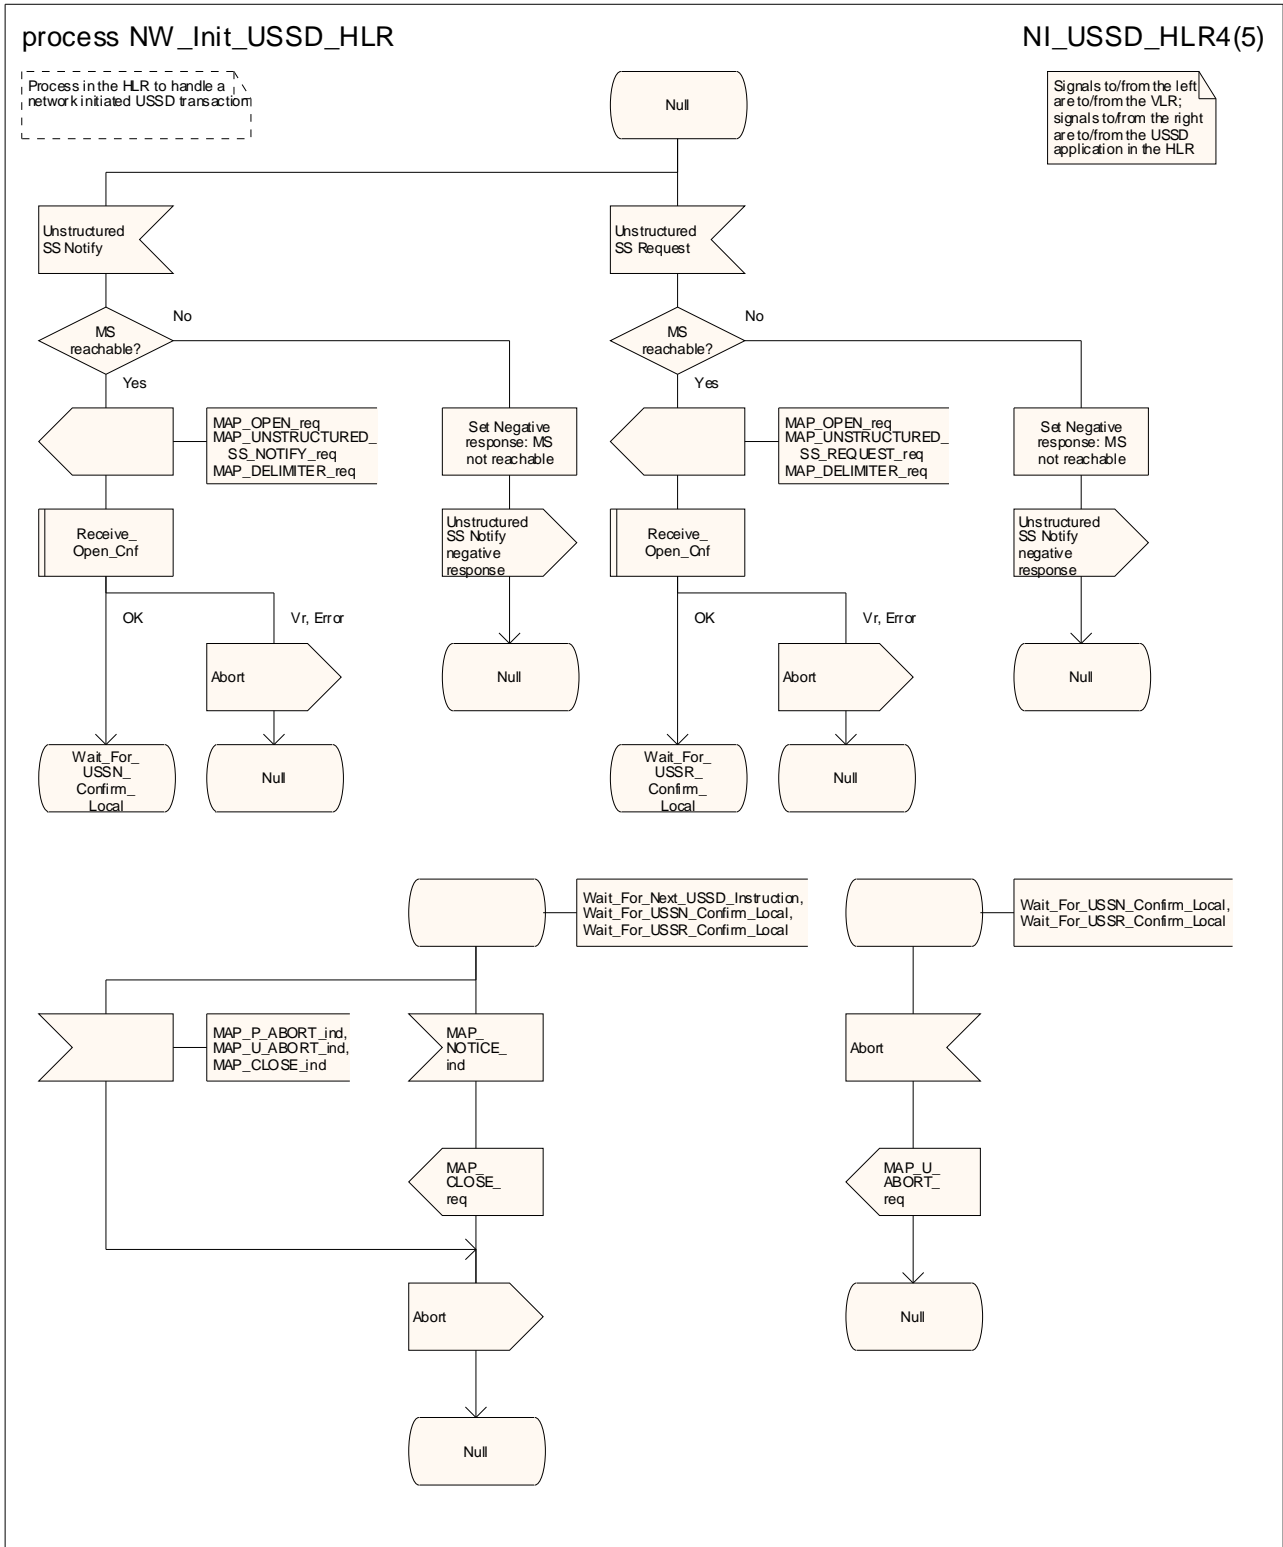 process NW_Init_USSD_HLR
NI_USSD_HLR4(5)
Process in the HLR to handle a
network initiated USSD transaction
Null
Signals to/from the left
are to/from the VLR;
signals to/from the right
are to/from the USSD
application in the HLR
Unstructured
SS Notify
Unstructured
SS Request
MS
reachable?
No
Yes
MS
reachable?
No
Yes
MAP_OPEN_req
MAP_UNSTRUCTURED_
SS_NOTIFY_req
MAP_DELIMITER_req
Set Negative
response: MS
not reachable
MAP_OPEN_req
MAP_UNSTRUCTURED_
SS_REQUEST_req
MAP_DELIMITER_req
Set Negative
response: MS
not reachable
Receive_
Open_Cnf
Unstructured
SS Notify
negative
response
Receive_
Open_Cnf
Unstructured
SS Notify
negative
response
OK
Vr, Error
OK
Vr, Error
Abort
Null
Abort
Null
Wait_For_
USSN_
Confirm_
Local
Null
Wait_For_
USSR_
Confirm_
Local
Null
Wait_For_Next_USSD_Instruction,
Wait_For_USSN_Confirm_Local,
Wait_For_USSR_Confirm_Local
Wait_For_USSN_Confirm_Local,
Wait_For_USSR_Confirm_Local
MAP_P_ABORT_ind,
MAP_U_ABORT_ind,
MAP_CLOSE_ind
MAP_
NOTICE_
ind
Abort
MAP_
CLOSE_
req
MAP_U_
ABORT_
req
Abort
Null
Null